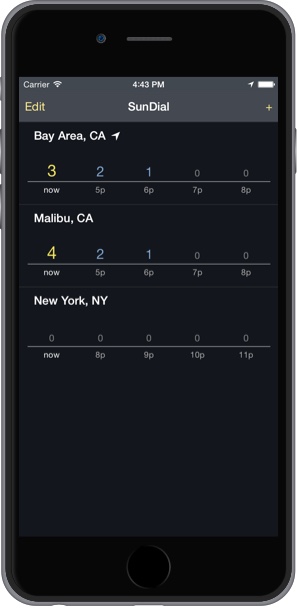 Carrier 4:43 PM
Edit SunDial +
Bay Area, CA
3 2 1 0 0
now 5p 6p 7p 8p
Malibu, CA
4 2 1 0 0
now 5p 6p 7p 8p
New York, NY
0 0 0 0 0
now 8p 9p 10p 11p